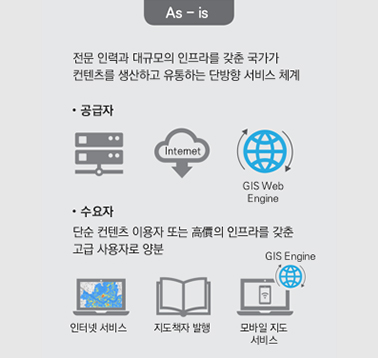 As – is
전문 인력과 대규모의 인프라를 갖춘 국가가
컨텐츠를 생산하고 유통하는 단방향 서비스 체계
• 공급자
Internet
GIS Web
Engine
• 수요자
단순 컨텐츠 이용자 또는 高價의 인프라를 갖춘
고급 사용자로 양분
GIS Engine
인터넷 서비스
지도책자 발행
모바일 지도
서비스